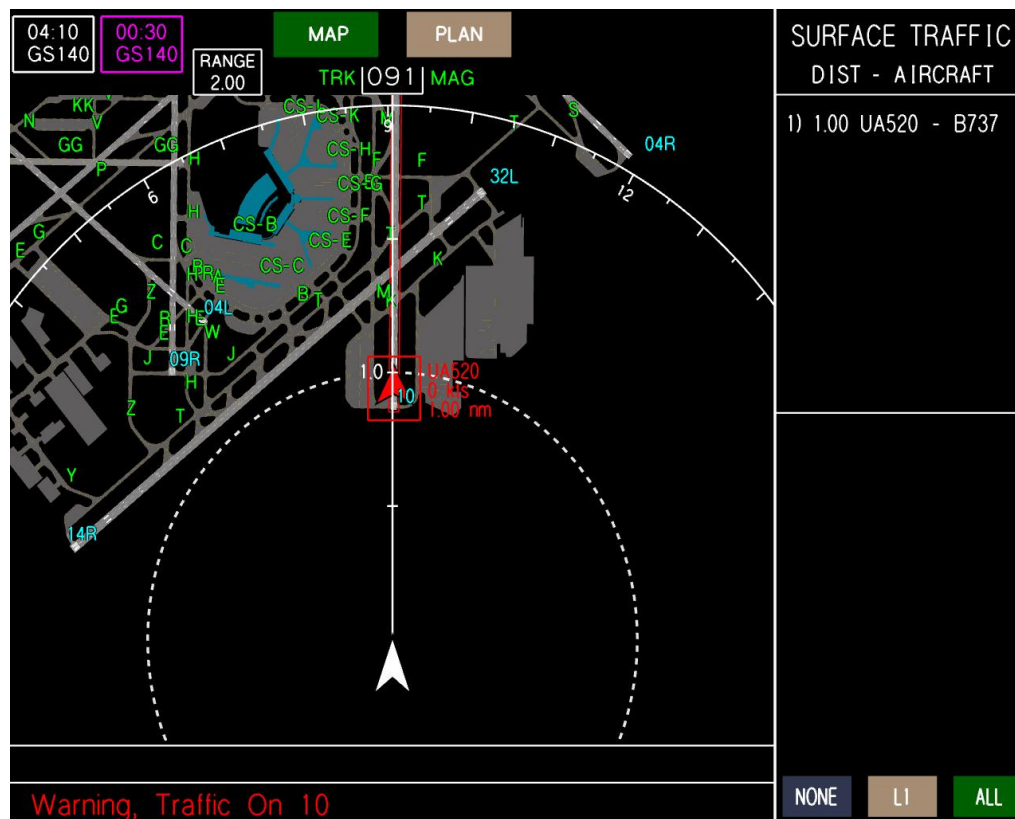 04:10
GS140
00:30
GS140
RANGE
2.00
MAP
PLAN
TRK 091 MAG
SURFACE TRAFFIC
DIST - AIRCRAFT
1) 1.00 UA520 - B737
CS-L
CS-K
M
9
T
S
04R
KK
N
V
GG
GG
P
H
CS-H
F
F
32L
12
6
G
H
CS-F
T
CS-B
G
E
C
C
CS-E
T
K
CS-C
E
Z
B
T
M
K
G
E
04L
R
E
H
E
W
J
09R
J
H
Z
T
1.0
10
UA520
0 kts
1.00 nm
Y
14R
Warning, Traffic On 10
NONE
L1
ALL